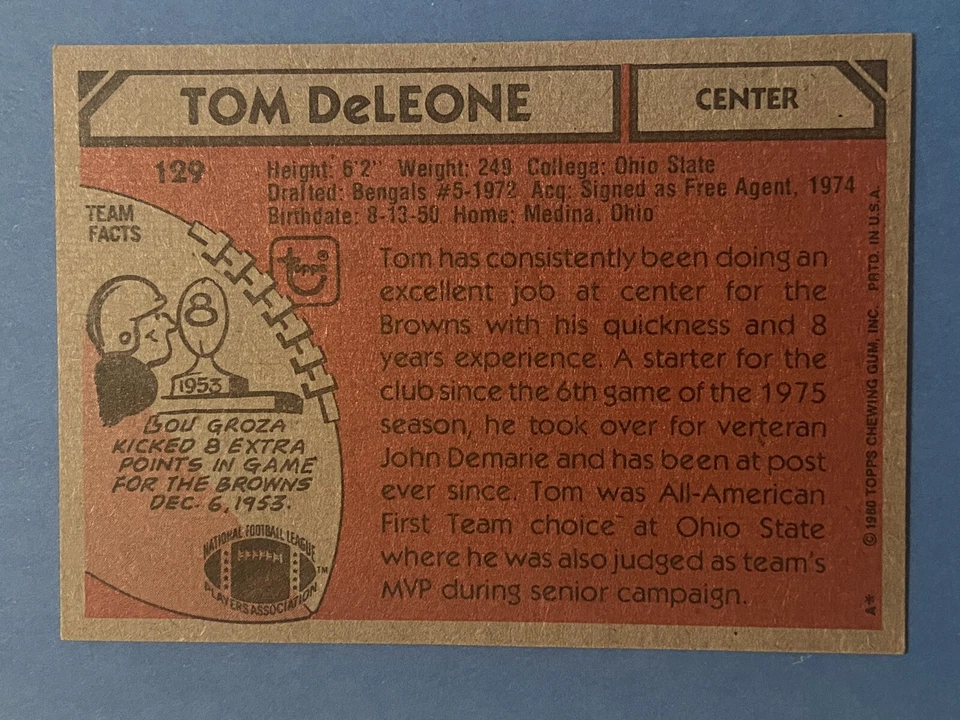 TOM DeLEONE
CENTER
129
Height: 6'2" Weight: 249 College: Ohio State
Drafted: Bengals #5-1972 Acq: Signed as Free Agent, 1974
Birthdate: 8-13-50 Home: Medina, Ohio
TEAM
FACTS
topps®
8
1953
LOU GROZA
KICKED 8 EXTRA
POINTS IN GAME
FOR THE BROWNS
DEC. 6, 1953.
NATIONAL FOOTBALL LEAGUE
PLAYERS ASSOCIATION
TM
Tom has consistently been doing an
excellent job at center for the
Browns with his quickness and 8
years experience. A starter for the
club since the 6th game of the 1975
season, he took over for verteran
John Demarie and has been at post
ever since. Tom was All-American
First Team choice at Ohio State
where he was also judged as team's
MVP during senior campaign.
A* © 1980 TOPPS CHEWING GUM, INC. PRTD. IN U.S.A.